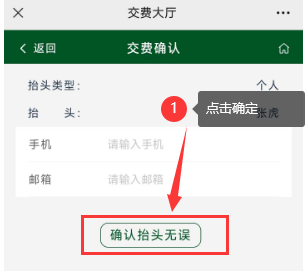 交费大厅
返回 交费确认
抬头类型: 个人
抬 头: 张虎
1 点击确定
手机 请输入手机
邮箱 请输入邮箱
确认抬头无误